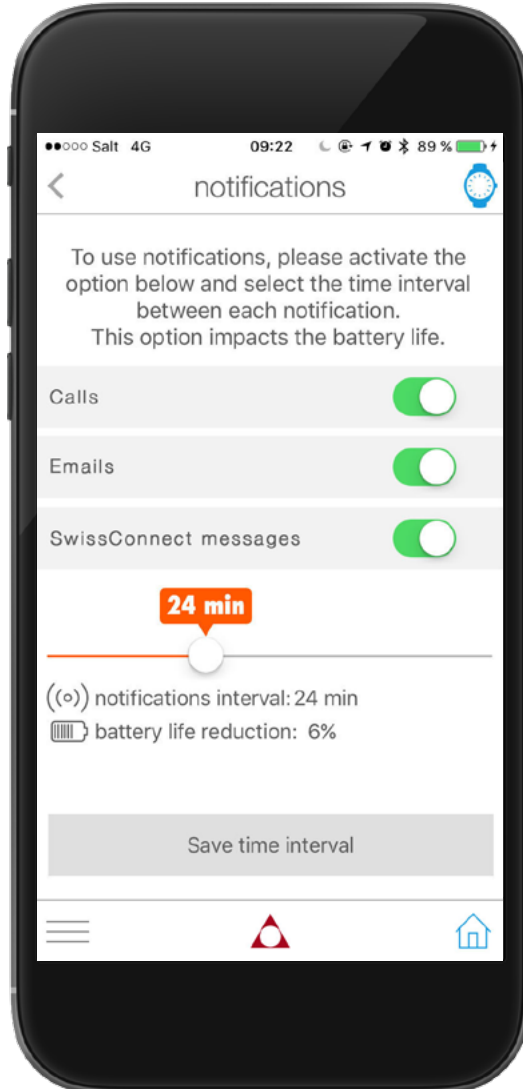 ●●○○○ Salt 4G 09:22 89 %
notifications
To use notifications, please activate the
option below and select the time interval
between each notification.
This option impacts the battery life.
Calls
Emails
SwissConnect messages
24 min
notifications interval: 24 min
battery life reduction: 6%
Save time interval